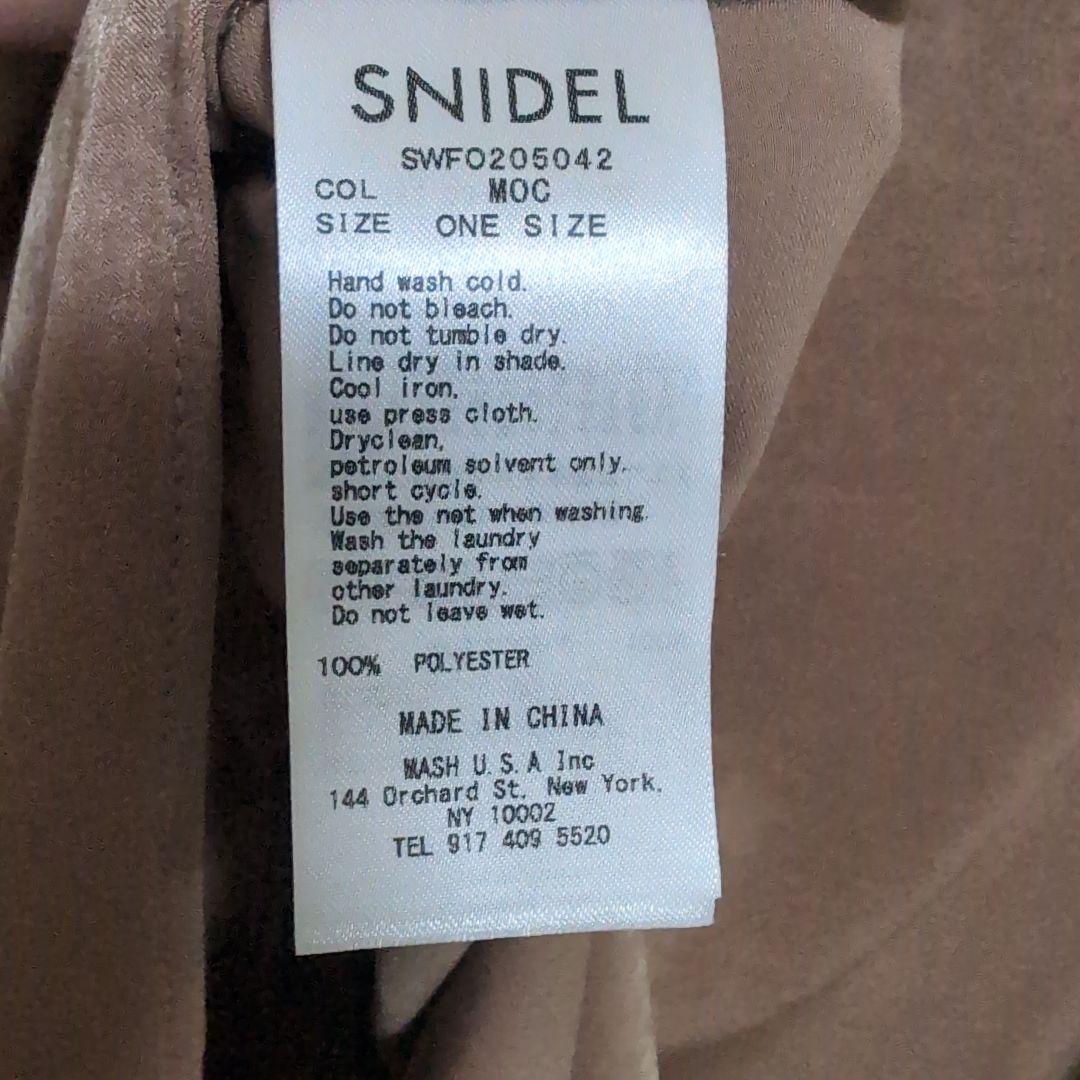 SNIDEL
SWFO205042
COL MOC
SIZE ONE SIZE
Hand wash cold.
Do not bleach.
Do not tumble dry.
Line dry in shade.
Cool iron,
use press cloth.
Dryclean,
petroleum solvent only.
short cycle.
Use the net when washing.
Wash the laundry
separately from
other laundry.
Do not leave wet.
100% POLYESTER
MADE IN CHINA
MASH U.S.A Inc
144 Orchard St. New York,
NY 10002
TEL 917 409 5520